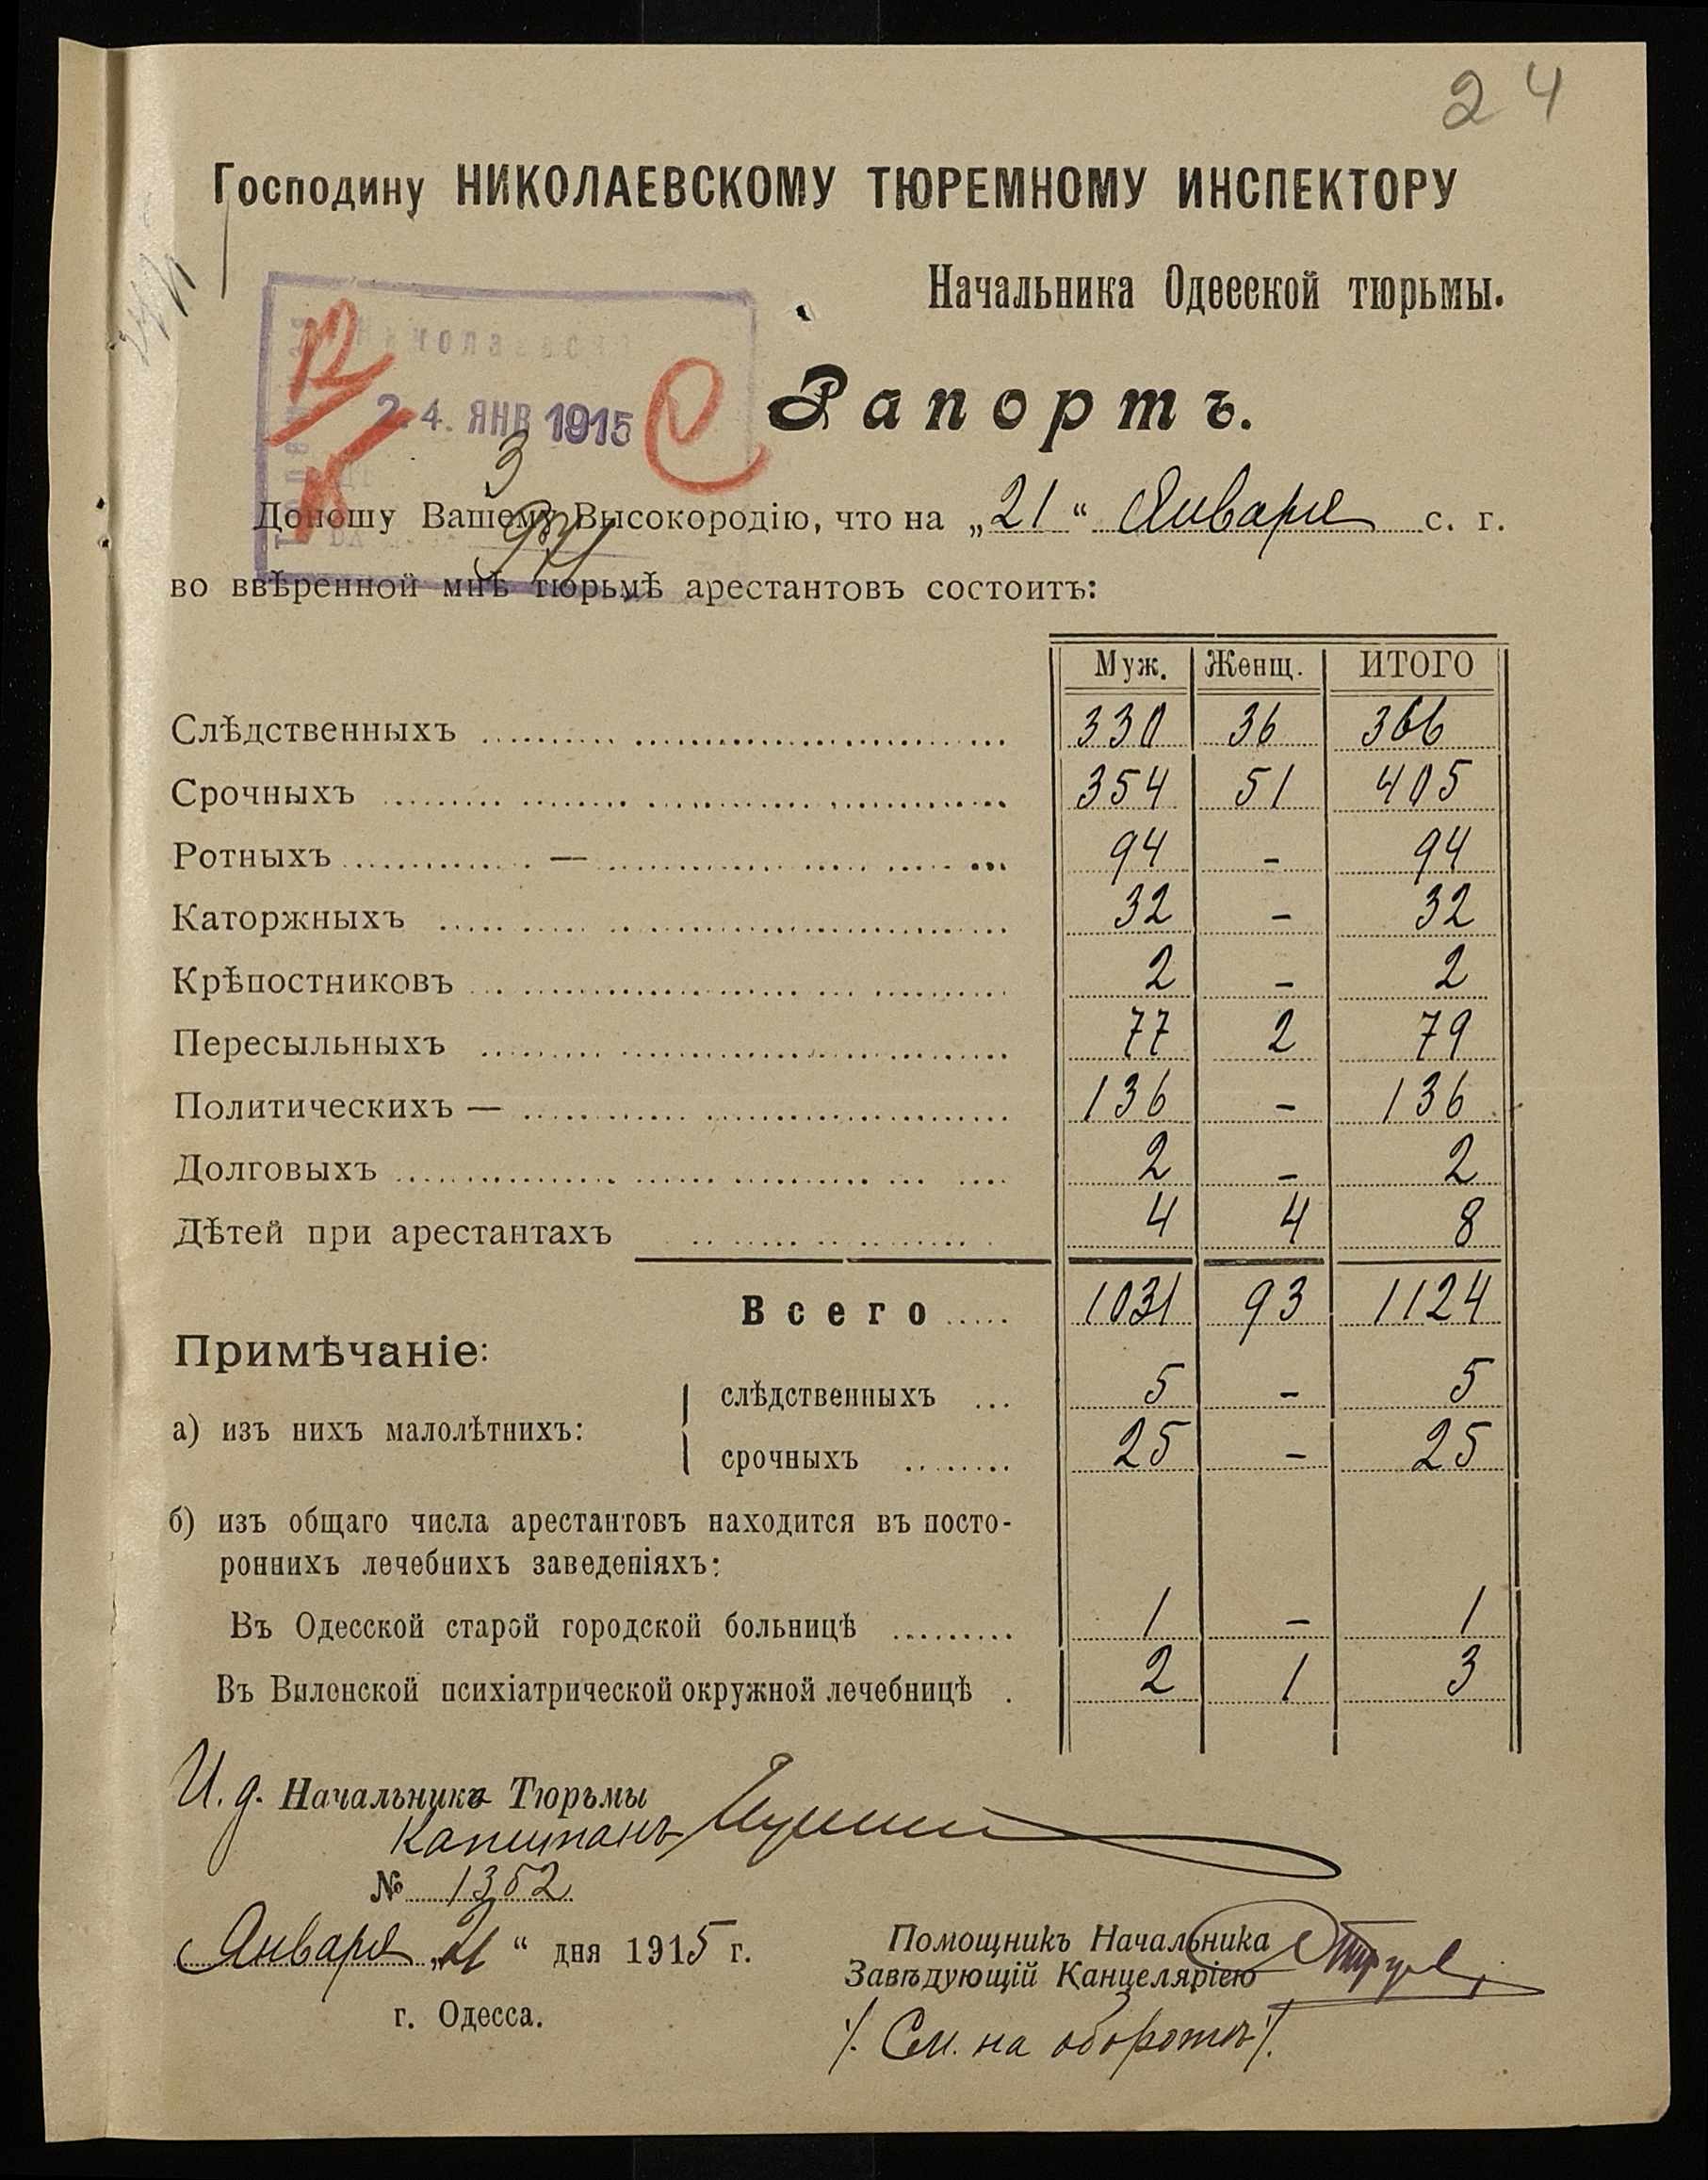 24
Господину НИКОЛАЕВСКОМУ ТЮРЕМНОМУ ИНСПЕКТОРУ
Начальника Одесской тюрьмы.
24. ЯНВ 1915
Рапортъ.
Доношу Вашему Высокородію, что на „21“ Января с. г.
во ввѣренной мнѣ тюрьмѣ арестантовъ состоитъ:
Муж. Женщ. ИТОГО
Слѣдственныхъ 330 36 366
Срочныхъ 354 51 405
Ротныхъ — 94 - 94
Каторжныхъ 32 - 32
Крѣпостниковъ 2 - 2
Пересыльныхъ 77 2 79
Политическихъ — 136 - 136
Долговыхъ 2 - 2
Дѣтей при арестантахъ 4 4 8
Всего 1031 93 1124
Примѣчаніе:
а) изъ нихъ малолѣтнихъ:
слѣдственныхъ 5 - 5
срочныхъ 25 - 25
б) изъ общаго числа арестантовъ находится въ посто-
роннихъ лечебнихъ заведеніяхъ:
Въ Одесской старой городской больницѣ 1 - 1
Въ Виленской психіатрической окружной лечебницѣ 2 1 3
И. д. Начальника Тюрьмы
Капитанъ
№ 1352
Января „21“ дня 1915 г.
г. Одесса.
Помощникъ Начальника
Завѣдующій Канцеляріею
/. См. на оборотѣ /.